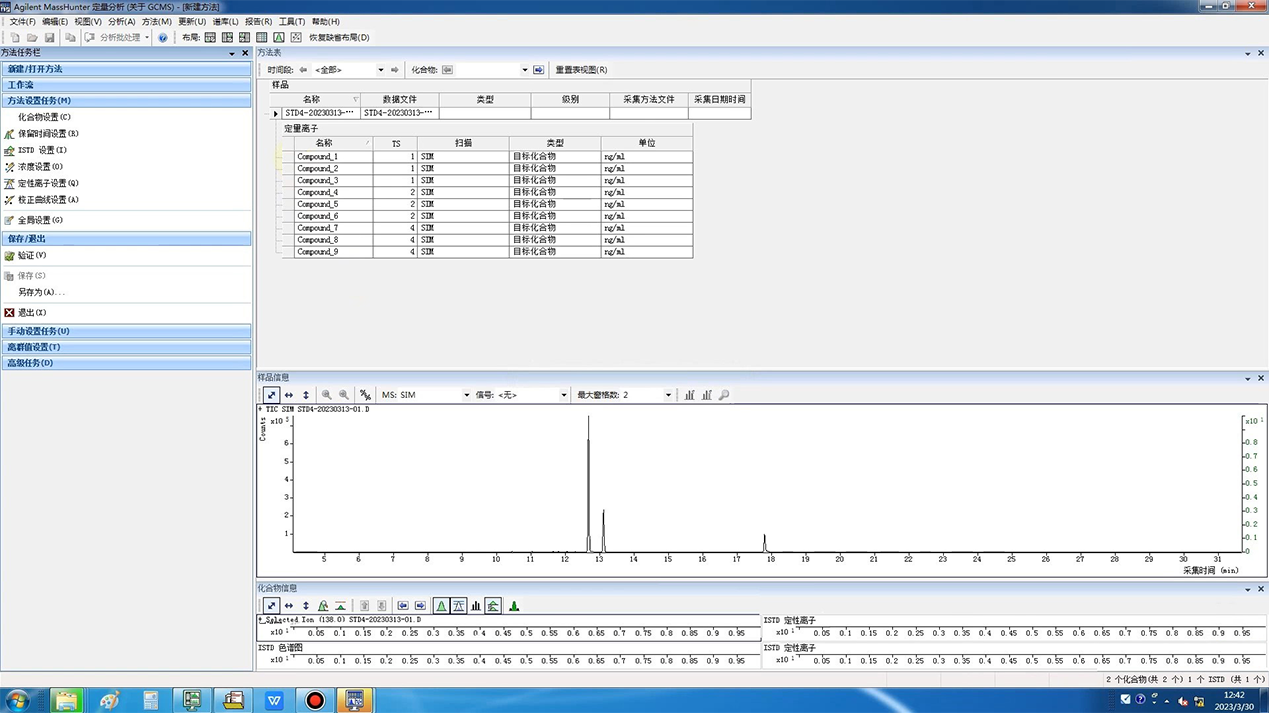 Agilent MassHunter 定量分析 (关于 GCMS) - [新建方法]
文件(F) 编辑(E) 视图(V) 分析(A) 方法(M) 更新(U) 谱库(L) 报告(R) 工具(T) 帮助(H)
分析批处理 布局: 恢复缺省布局(D)
方法任务栏
新建/打开方法
工作流
方法设置任务(M)
化合物设置(C)
保留时间设置(R)
ISTD 设置(I)
浓度设置(O)
定性离子设置(Q)
校正曲线设置(A)
全局设置(G)
保存/退出
验证(V)
保存(S)
另存为(A)...
退出(X)
手动设置任务(U)
离群值设置(T)
高级任务(D)
方法表
时间段: <全部> 化合物: 重置表视图(R)
样品
名称 数据文件 类型 级别 采集方法文件 采集日期时间
STD4-20230313-··· STD4-20230313-···
定量离子
名称 TS 扫描 类型 单位
Compound_1 1 SIM 目标化合物 ng/ml
Compound_2 1 SIM 目标化合物 ng/ml
Compound_3 1 SIM 目标化合物 ng/ml
Compound_4 2 SIM 目标化合物 ng/ml
Compound_5 2 SIM 目标化合物 ng/ml
Compound_6 2 SIM 目标化合物 ng/ml
Compound_7 4 SIM 目标化合物 ng/ml
Compound_8 4 SIM 目标化合物 ng/ml
Compound_9 4 SIM 目标化合物 ng/ml
样品信息
MS: SIM 信号: <无> 最大窗格数: 2
+ TIC SIM STD4-20230313-01.D
Counts
x10
6
5
4
3
2
1
x10 1
0.9
0.8
0.7
0.6
0.5
0.4
0.3
0.2
0.1
0
5 6 7 8 9 10 11 12 13 14 15 16 17 18 19 20 21 22 23 24 25 26 27 28 29 30 31
采集时间 (min)
化合物信息
+ Selected Ion (138.0) STD4-20230313-01.D
x10 1 0.05 0.1 0.15 0.2 0.25 0.3 0.35 0.4 0.45 0.5 0.55 0.6 0.65 0.7 0.75 0.8 0.85 0.9 0.95
ISTD 定性离子
x10 1 0.05 0.1 0.15 0.2 0.25 0.3 0.35 0.4 0.45 0.5 0.55 0.6 0.65 0.7 0.75 0.8 0.85 0.9 0.95
ISTD 色谱图
x10 1 0.05 0.1 0.15 0.2 0.25 0.3 0.35 0.4 0.45 0.5 0.55 0.6 0.65 0.7 0.75 0.8 0.85 0.9 0.95
ISTD 定性离子
x10 1 0.05 0.1 0.15 0.2 0.25 0.3 0.35 0.4 0.45 0.5 0.55 0.6 0.65 0.7 0.75 0.8 0.85 0.9 0.95
2 个化合物(共 2 个) 1 个 ISTD (共 1 个)
12:42
2023/3/30